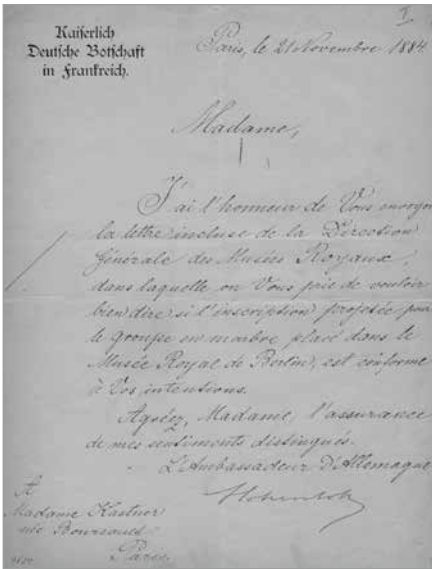 I
Kaiserlich
Deutsche Botschaft
in Frankreich.
Paris, le 21 Novembre 1884.
Madame,
J'ai l'honneur de Vous envoyer
la lettre incluse de la Direction
Générale des Musées Royaux,
dans laquelle on Vous prie de vouloir
bien dire, si l'inscription projetée pour
le groupe en marbre placé dans le
Musée Royal de Berlin, est conforme
à Vos intentions.
Agréez, Madame, l'assurance
de mes sentiments distingués.
L'Ambassadeur d'Allemagne
Hohenlohe
A
Madame Kastner
née Boursault
Paris.